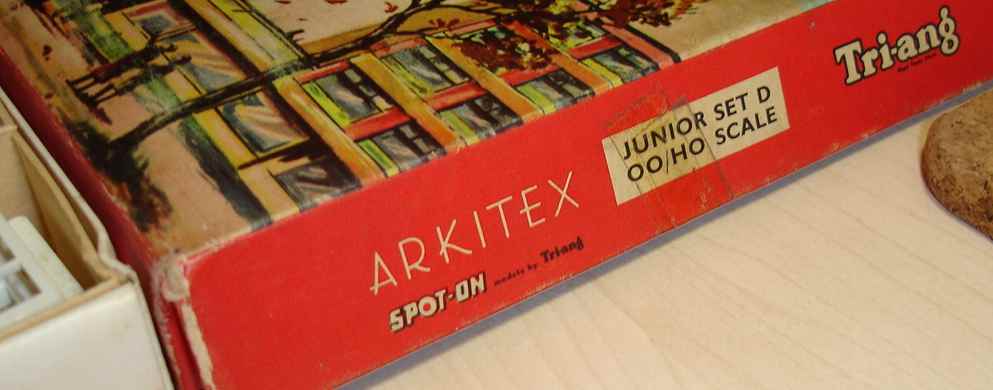 ARKITEX
SPOT-ON models by Tri-ang
JUNIOR SET D
OO/HO SCALE
Tri-ang